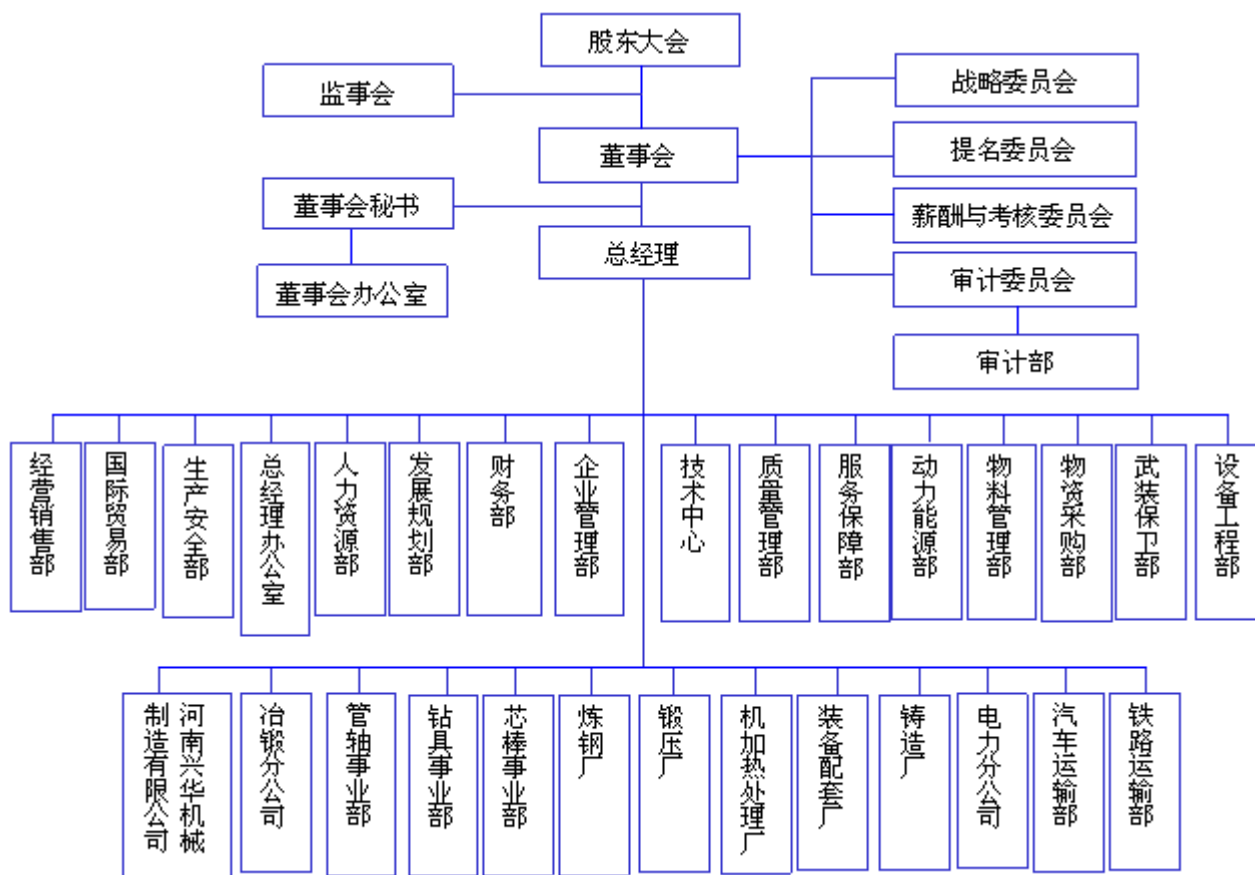 股东大会
监事会
战略委员会
董事会
提名委员会
董事会秘书
薪酬与考核委员会
总经理
审计委员会
董事会办公室
审计部
经营销售部
国际贸易部
生产安全部
总经理办公室
人力资源部
发展规划部
财务部
企业管理部
技术中心
质量管理部
服务保障部
动力能源部
物料管理部
物资采购部
武装保卫部
设备工程部
河南兴华机械
制造有限公司
冶锻分公司
管轴事业部
钻具事业部
芯棒事业部
炼钢厂
锻压厂
机加热处理厂
装备配套厂
铸造厂
电力分公司
汽车运输部
铁路运输部